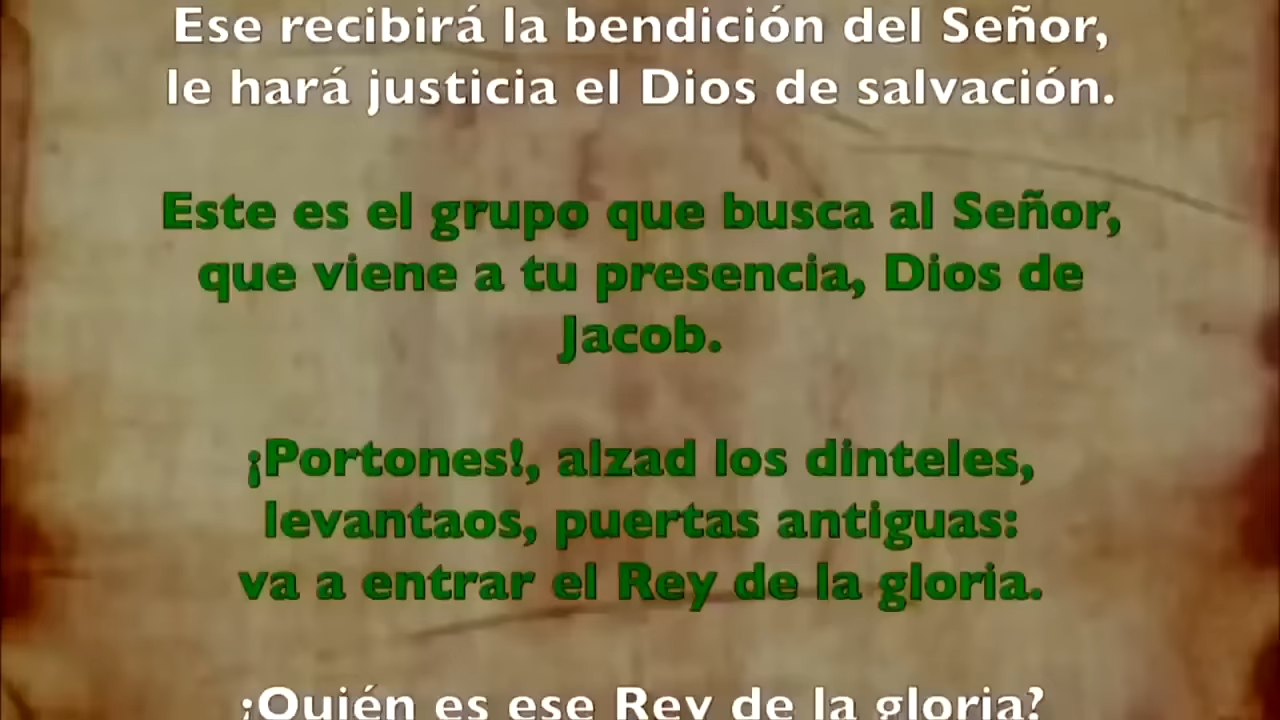 Ese recibirá la bendición del Señor,
le hará justicia el Dios de salvación.
Este es el grupo que busca al Señor,
que viene a tu presencia, Dios de
Jacob.
¡Portones!, alzad los dinteles,
levantaos, puertas antiguas:
va a entrar el Rey de la gloria.
¿Quién es ese Rey de la gloria?